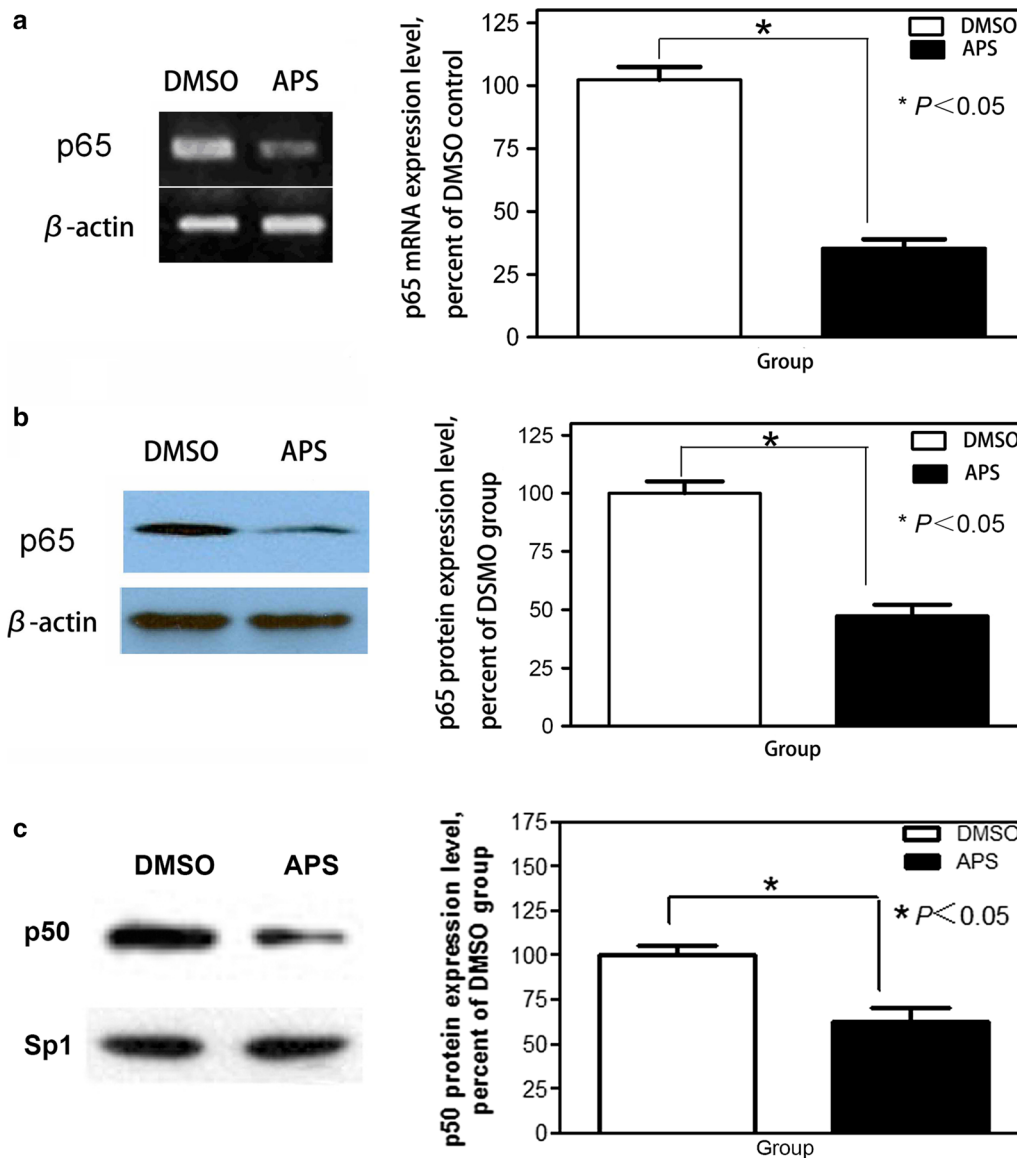 a
DMSO APS
p65
β-actin
p65 mRNA expression level,
percent of DMSO control
125
100
75
50
25
0
*
DMSO
APS
* P<0.05
Group
b
DMSO APS
p65
β-actin
p65 protein expression level,
percent of DSMO group
125
100
75
50
25
0
*
DMSO
APS
* P<0.05
Group
c
DMSO APS
p50
Sp1
p50 protein expression level,
percent of DMSO group
175
150
125
100
75
50
25
0
*
DMSO
APS
* P<0.05
Group